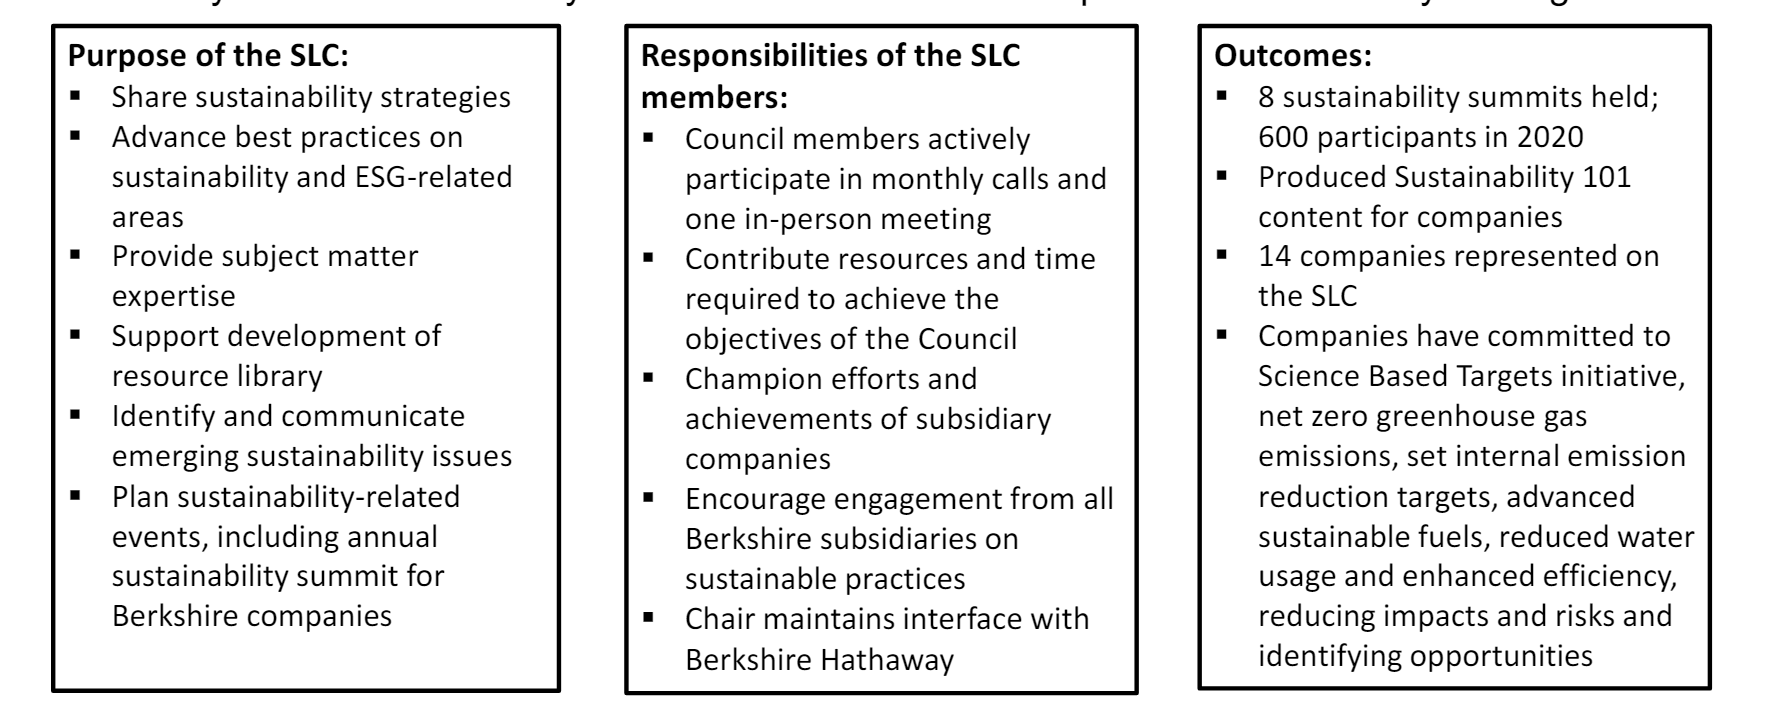 Purpose of the SLC:
▪ Share sustainability strategies
▪ Advance best practices on
sustainability and ESG-related
areas
▪ Provide subject matter
expertise
▪ Support development of
resource library
▪ Identify and communicate
emerging sustainability issues
▪ Plan sustainability-related
events, including annual
sustainability summit for
Berkshire companies
Responsibilities of the SLC
members:
▪ Council members actively
participate in monthly calls and
one in-person meeting
▪ Contribute resources and time
required to achieve the
objectives of the Council
▪ Champion efforts and
achievements of subsidiary
companies
▪ Encourage engagement from all
Berkshire subsidiaries on
sustainable practices
▪ Chair maintains interface with
Berkshire Hathaway
Outcomes:
▪ 8 sustainability summits held;
600 participants in 2020
▪ Produced Sustainability 101
content for companies
▪ 14 companies represented on
the SLC
▪ Companies have committed to
Science Based Targets initiative,
net zero greenhouse gas
emissions, set internal emission
reduction targets, advanced
sustainable fuels, reduced water
usage and enhanced efficiency,
reducing impacts and risks and
identifying opportunities